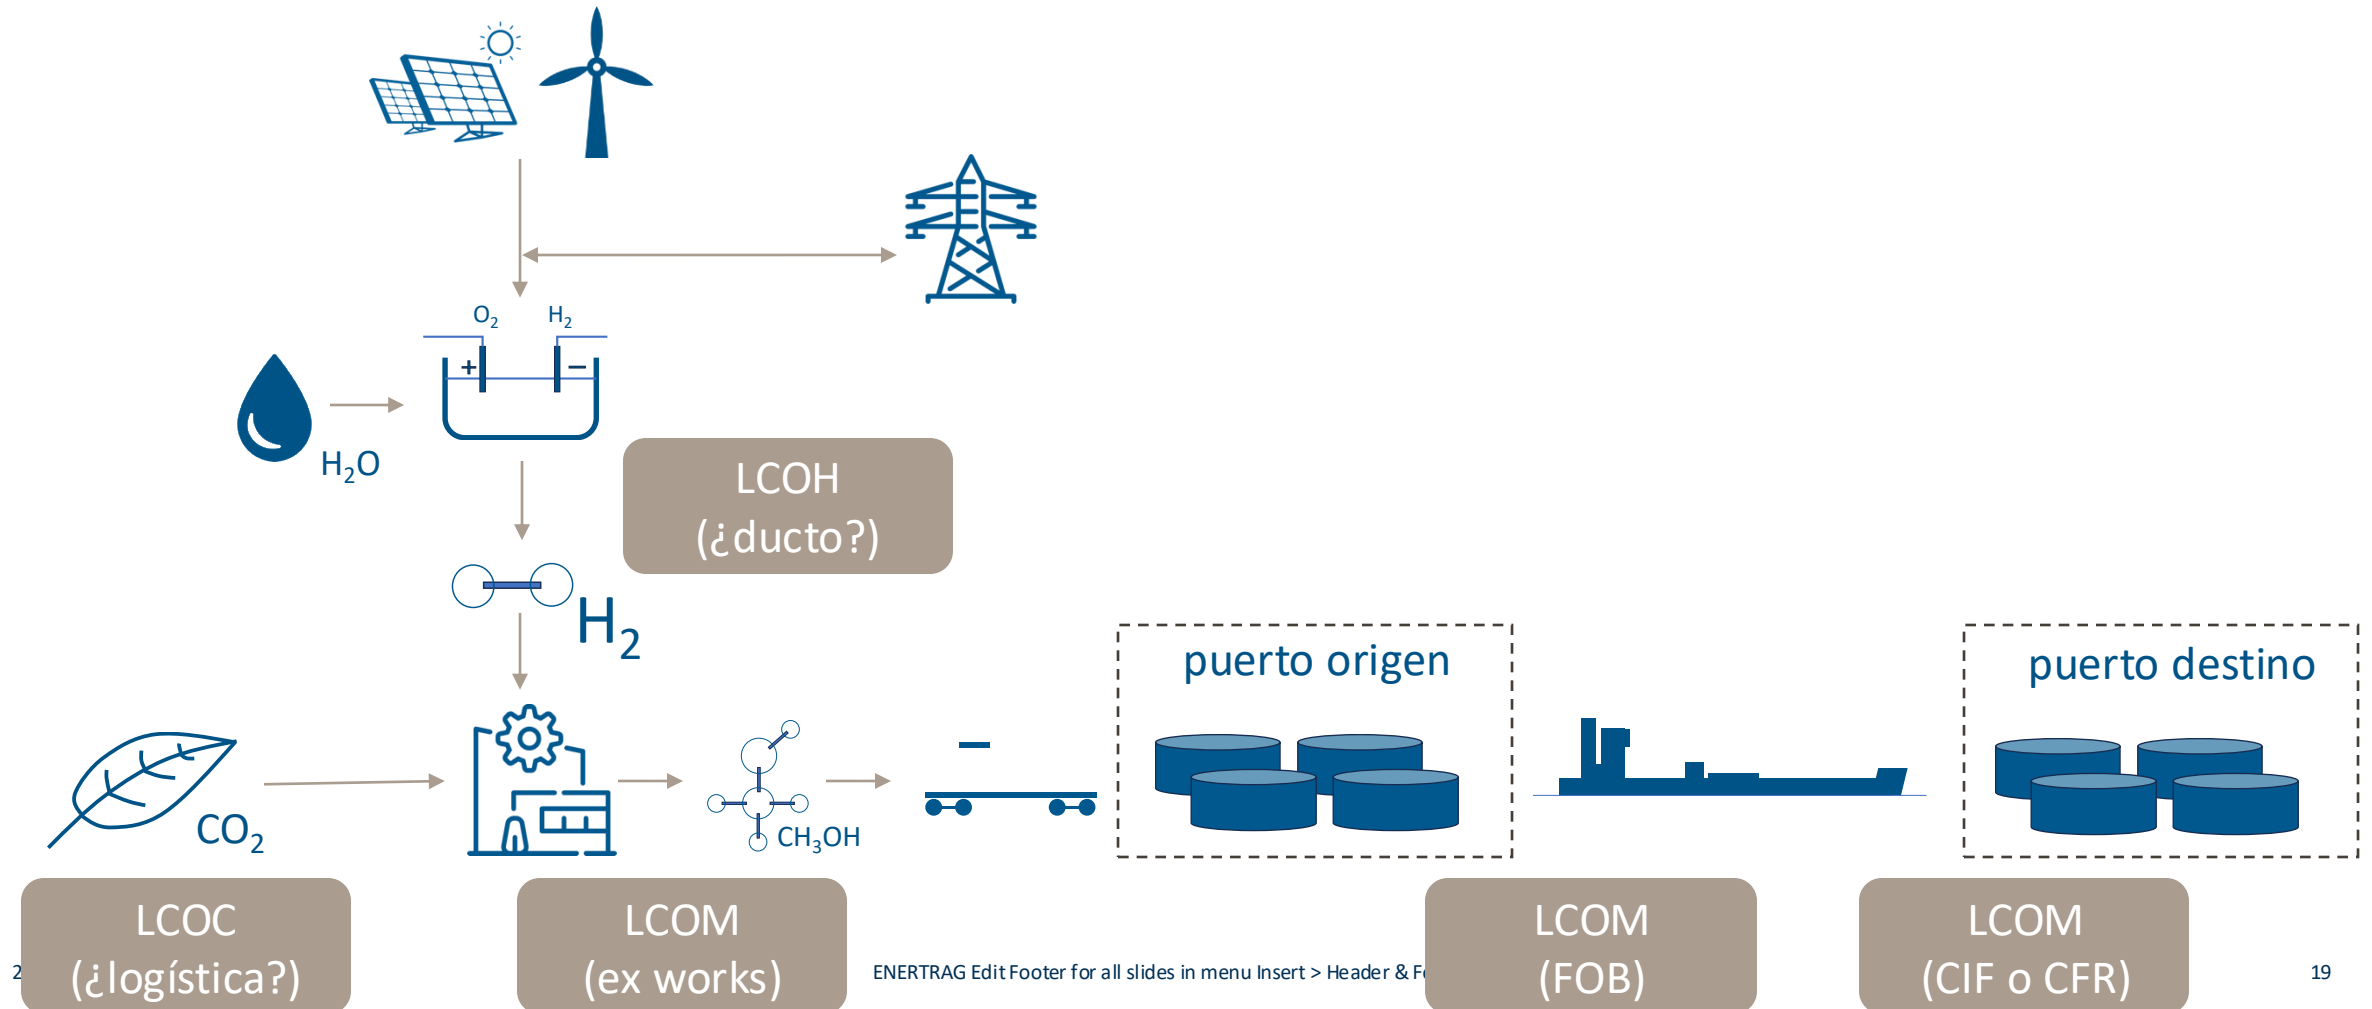 O₂ H₂
+ −
H₂O
LCOH
(¿ducto?)
H₂
puerto origen
puerto destino
CO₂
CH₃OH
LCOC
(¿logística?)
LCOM
(ex works)
LCOM
(FOB)
LCOM
(CIF o CFR)
2
ENERTRAG Edit Footer for all slides in menu Insert > Header & F
19